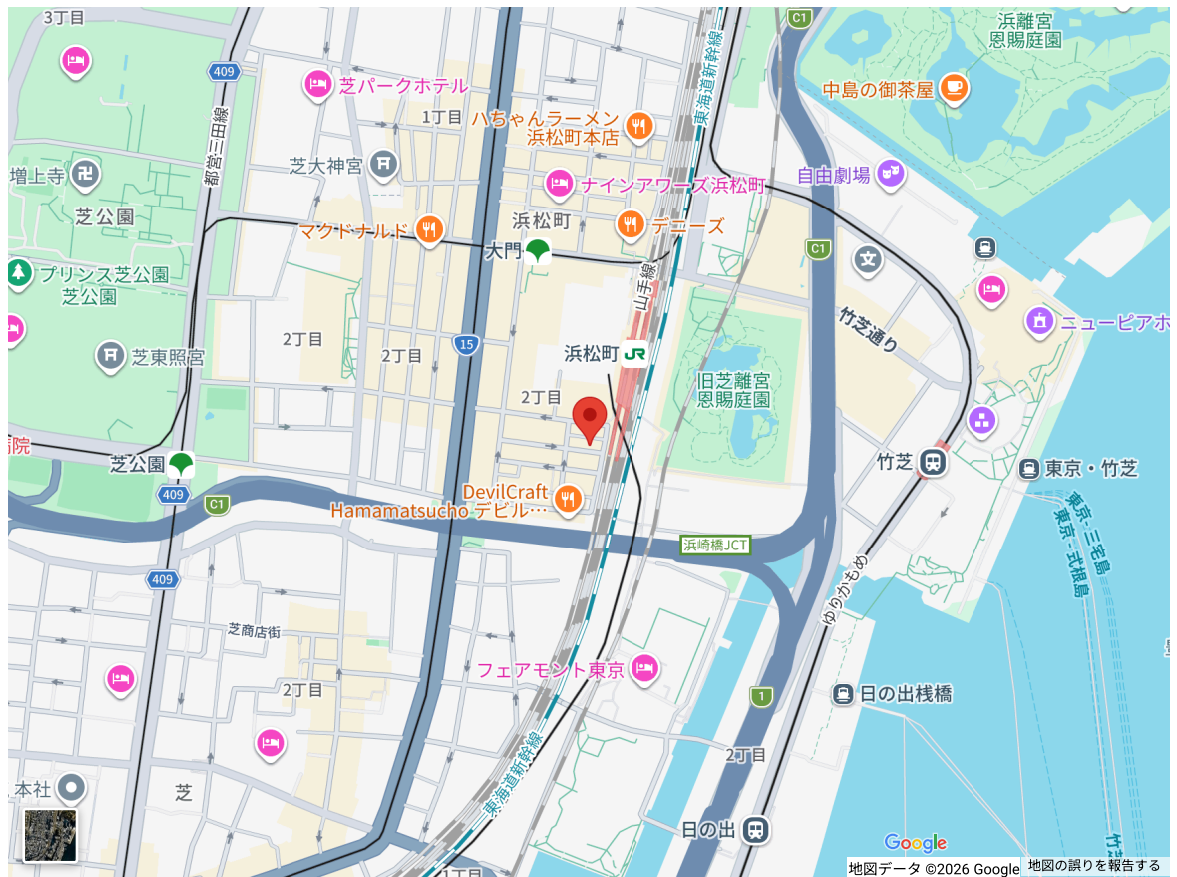 3丁目
C1
浜離宮
恩賜庭園
409
芝パークホテル
東海道新幹線
中島の御茶屋
1丁目
ハちゃんラーメン
浜松町本店
都営三田線
芝大神宮
増上寺
ナインアワーズ浜松町
自由劇場
芝公園
浜松町
マクドナルド
デニーズ
大門
C1
文
プリンス芝公園
芝公園
山手線
竹芝通り
ニューピアホ
2丁目
15
2丁目
浜松町
JR
芝東照宮
旧芝離宮
恩賜庭園
2丁目
病院
芝公園
竹芝
東京・竹芝
409
C1
DevilCraft
Hamamatsucho デビル…
東京-三宅島
東京-式根島
浜崎橋JCT
409
ゆりかもめ
芝商店街
フェアモント東京
2丁目
1
日の出桟橋
東海道新幹線
2丁目
本社
芝
日の出
Google
地図データ ©2026 Google
地図の誤りを報告する
1丁目